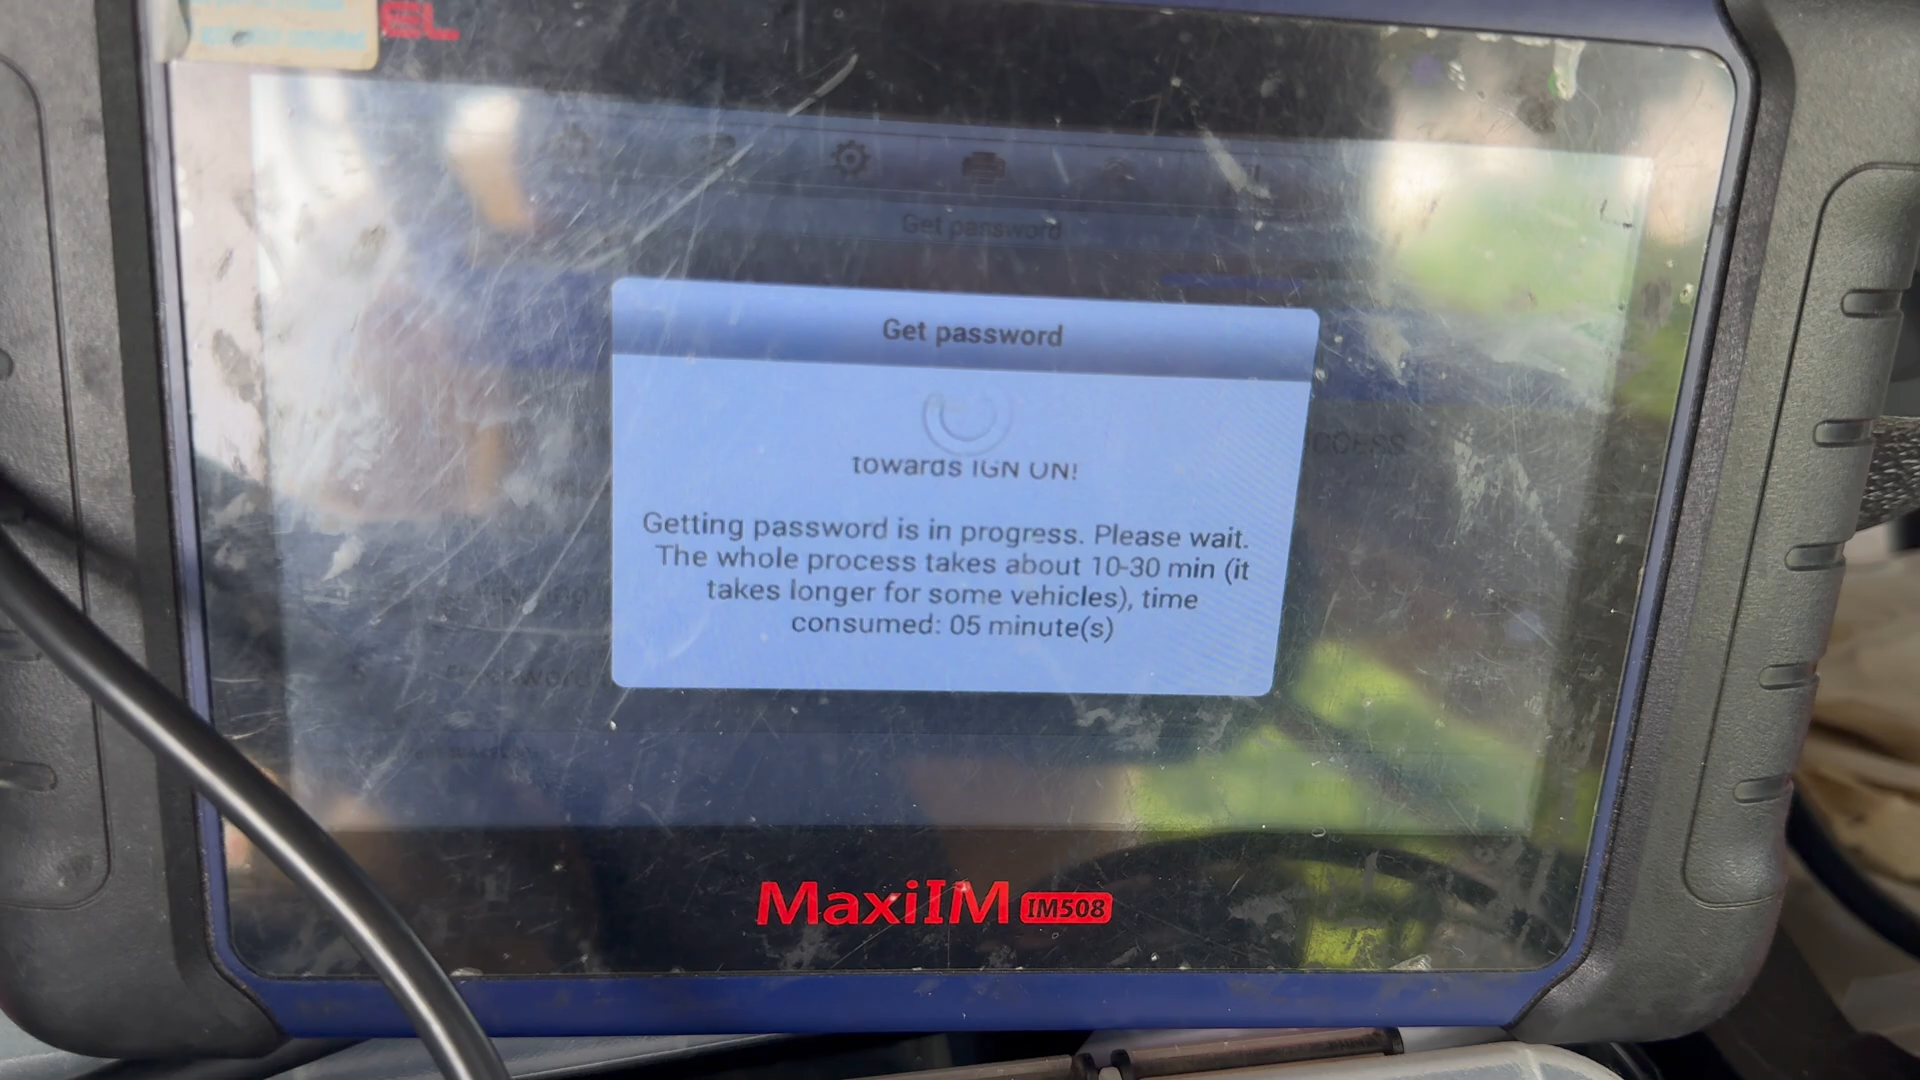 EL
Get password
Get password
towards IGN ON!
Getting password is in progress. Please wait.
The whole process takes about 10-30 min (it
takes longer for some vehicles), time
consumed: 05 minute(s)
MaxiIM IM508